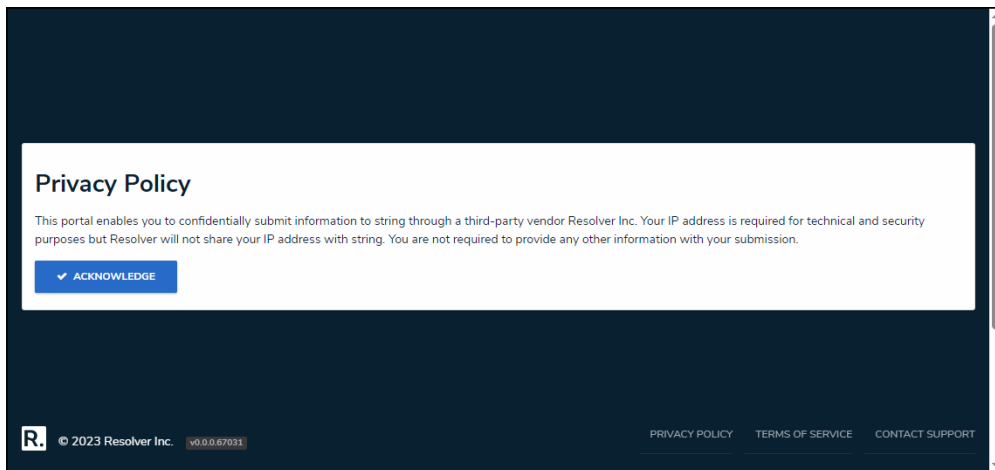 Privacy Policy
This portal enables you to confidentially submit information to string through a third-party vendor Resolver Inc. Your IP address is required for technical and security
purposes but Resolver will not share your IP address with string. You are not required to provide any other information with your submission.
✔ ACKNOWLEDGE
R. © 2023 Resolver Inc. v0.0.0.67031 PRIVACY POLICY TERMS OF SERVICE CONTACT SUPPORT